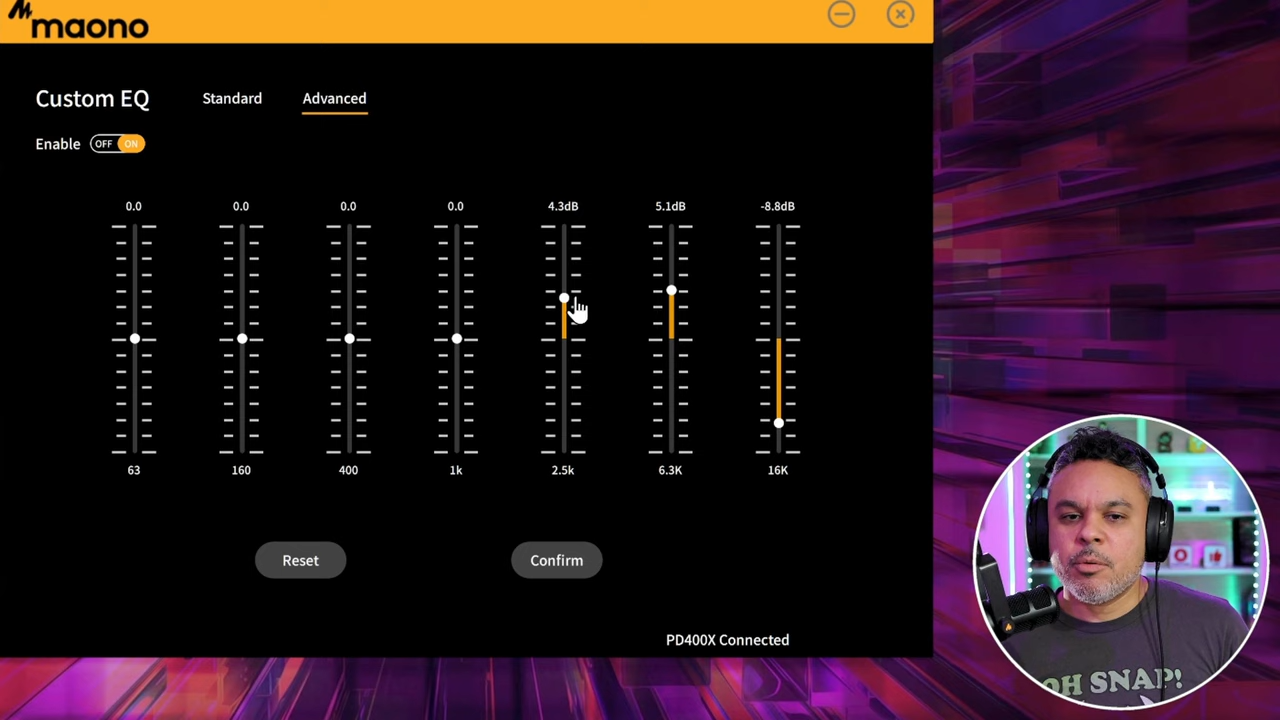 maono
Custom EQ Standard Advanced
Enable OFF ON
0.0 0.0 0.0 0.0 4.3dB 5.1dB -8.8dB
63 160 400 1k 2.5k 6.3K 16K
Reset Confirm
PD400X Connected
OH SNAP!